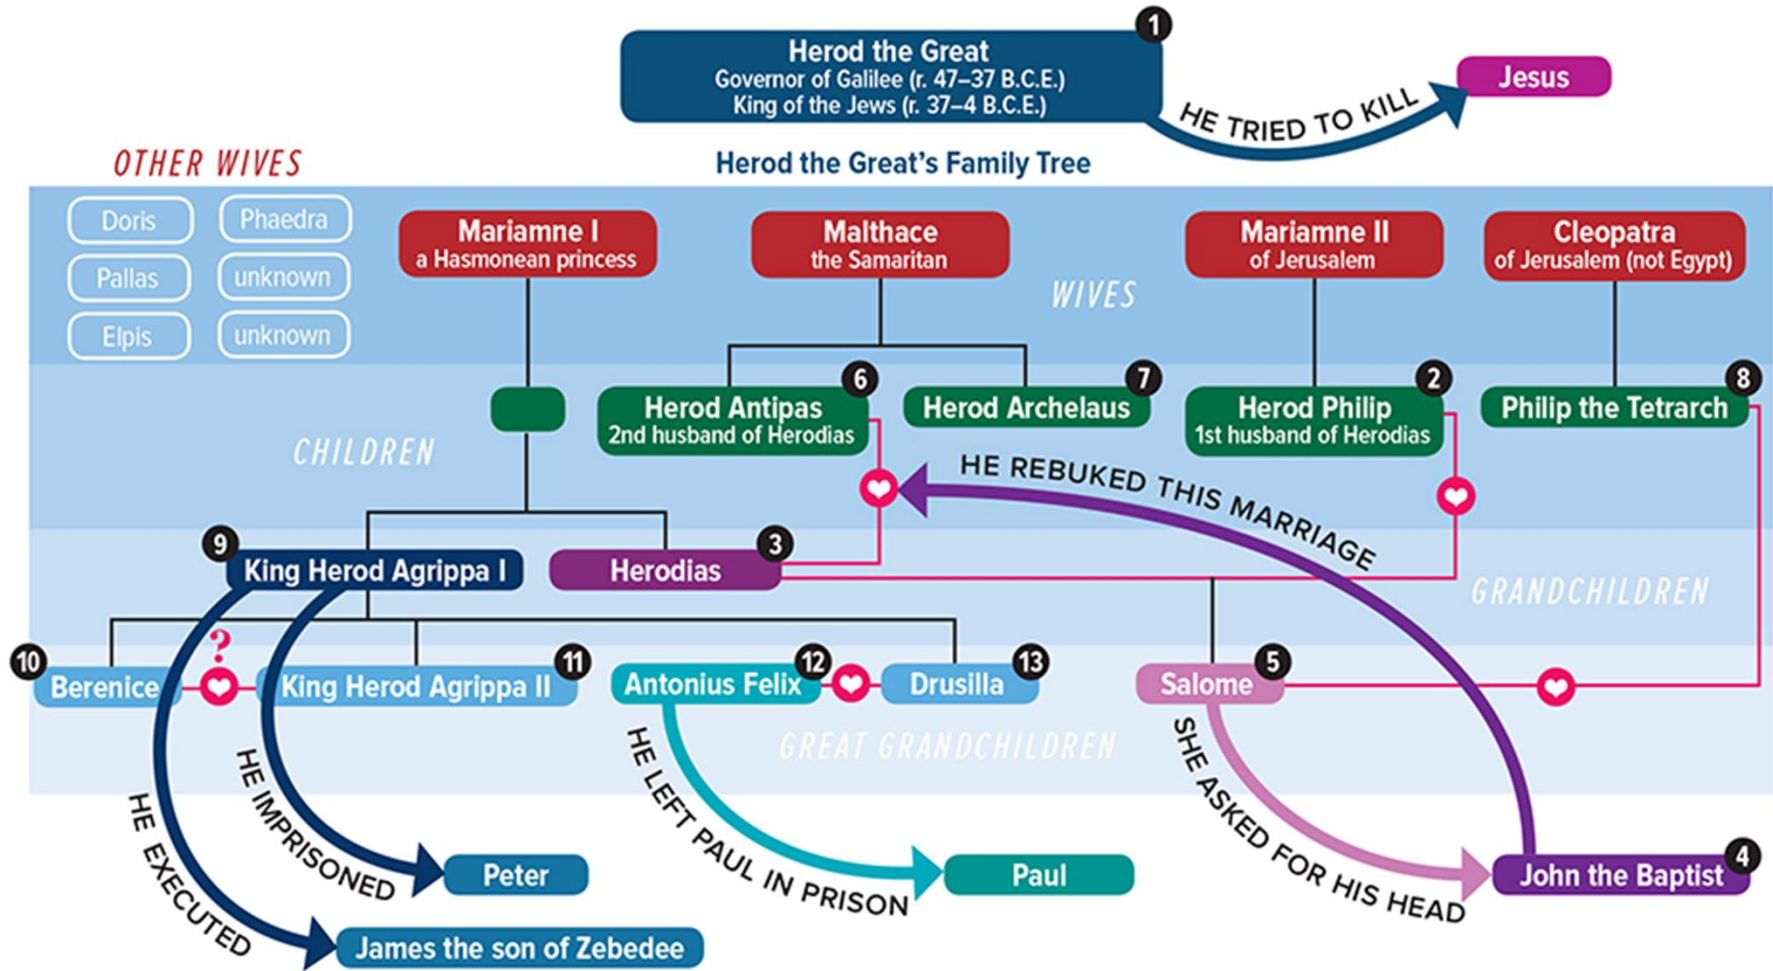 1
Herod the Great
Governor of Galilee (r. 47–37 B.C.E.)
King of the Jews (r. 37–4 B.C.E.)
Jesus
HE TRIED TO KILL
OTHER WIVES
Herod the Great's Family Tree
Doris
Phaedra
Pallas
unknown
Elpis
unknown
Mariamne I
a Hasmonean princess
Malthace
the Samaritan
Mariamne II
of Jerusalem
Cleopatra
of Jerusalem (not Egypt)
WIVES
6
Herod Antipas
2nd husband of Herodias
7
Herod Archelaus
2
Herod Philip
1st husband of Herodias
8
Philip the Tetrarch
CHILDREN
HE REBUKED THIS MARRIAGE
9
King Herod Agrippa I
3
Herodias
GRANDCHILDREN
10
Berenice
?
11
King Herod Agrippa II
12
Antonius Felix
13
Drusilla
5
Salome
GREAT GRANDCHILDREN
HE EXECUTED
HE IMPRISONED
HE LEFT PAUL IN PRISON
SHE ASKED FOR HIS HEAD
Peter
Paul
4
John the Baptist
James the son of Zebedee